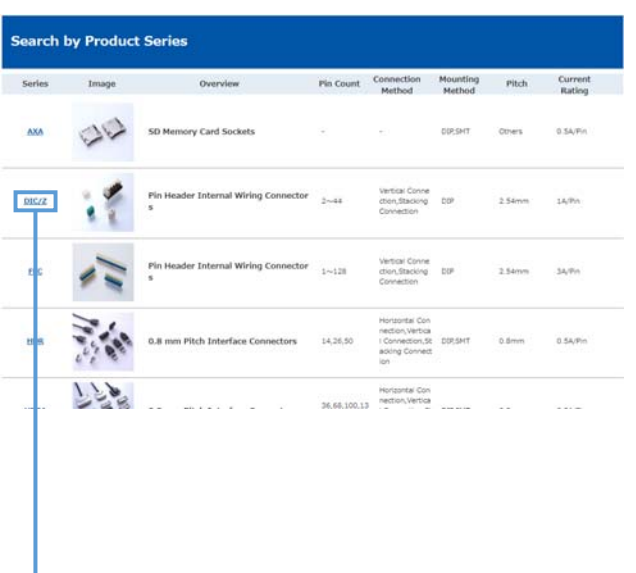 Search by Product Series
Series Image Overview Pin Count Connection Method Mounting Method Pitch Current Rating
AXA SD Memory Card Sockets - - DIP,SMT Others 0.5A/Pin
DIC/Z Pin Header Internal Wiring Connector
s 2~44 Vertical Conne
ction,Stacking
Connection DIP 2.54mm 1A/Pin
Pin Header Internal Wiring Connector
s 1~128 Vertical Conne
ction,Stacking
Connection DIP 2.54mm 3A/Pin
0.8 mm Pitch Interface Connectors 14,26,50 Horizontal Con
nection,Vertica
l Connection,St
acking Connect
ion DIP,SMT 0.8mm 0.5A/Pin
36,68,100,13 Horizontal Con
nection,Vertica